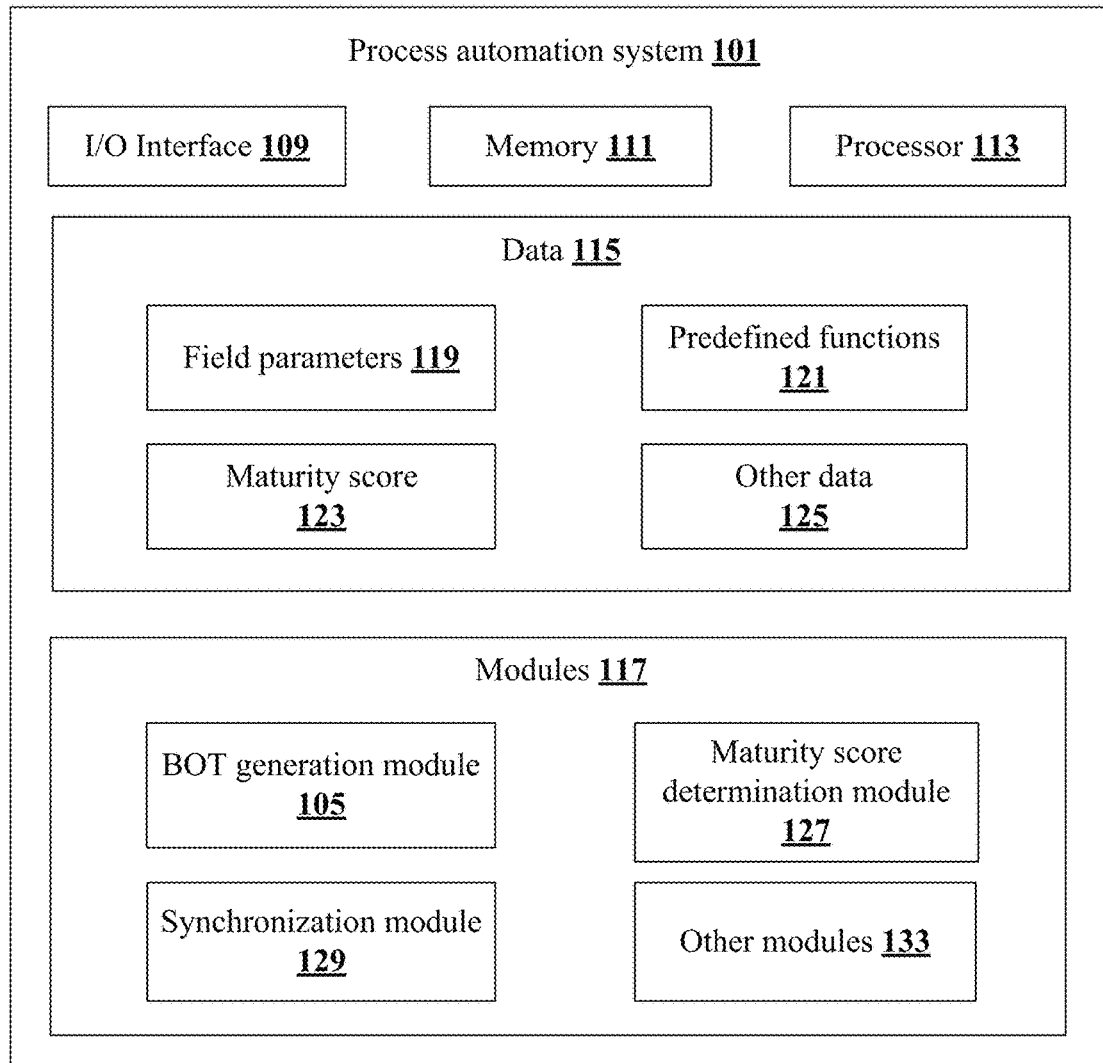 Process automation system 101
I/O Interface 109
Memory 111
Processor 113
Data 115
Field parameters 119
Predefined functions
121
Maturity score
123
Other data
125
Modules 117
BOT generation module
105
Maturity score
determination module
127
Synchronization module
129
Other modules 133